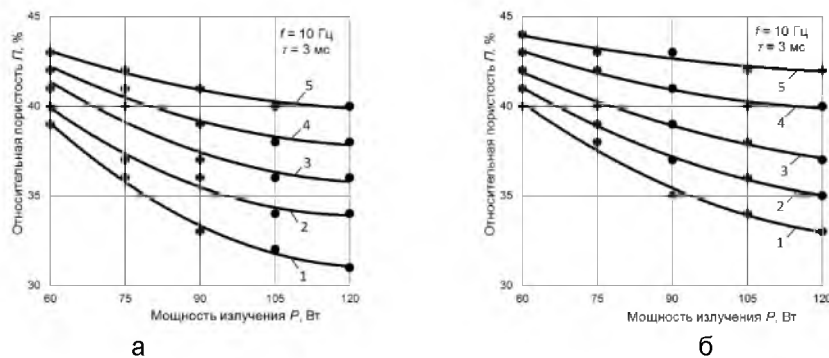 Относительная пористость П, %
45
40
35
30
f = 10 Гц
τ = 3 мс
5
4
3
2
1
60
75
90
105
120
Мощность излучения P, Вт
а
Относительная пористость П, %
45
40
35
30
f = 10 Гц
τ = 3 мс
5
4
3
2
1
60
75
90
105
120
Мощность излучения P, Вт
б